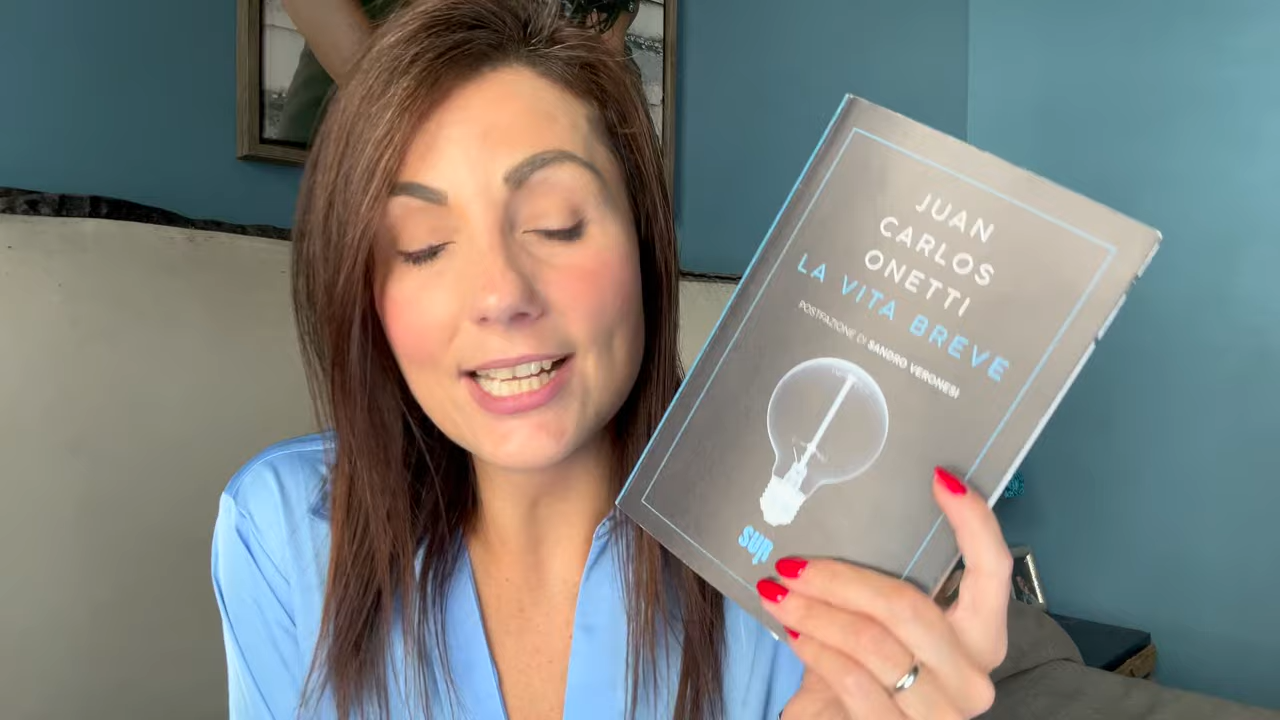 JUAN
CARLOS
ONETTI
LA VITA BREVE
POSTFAZIONE DI SANDRO VERONESI
sur